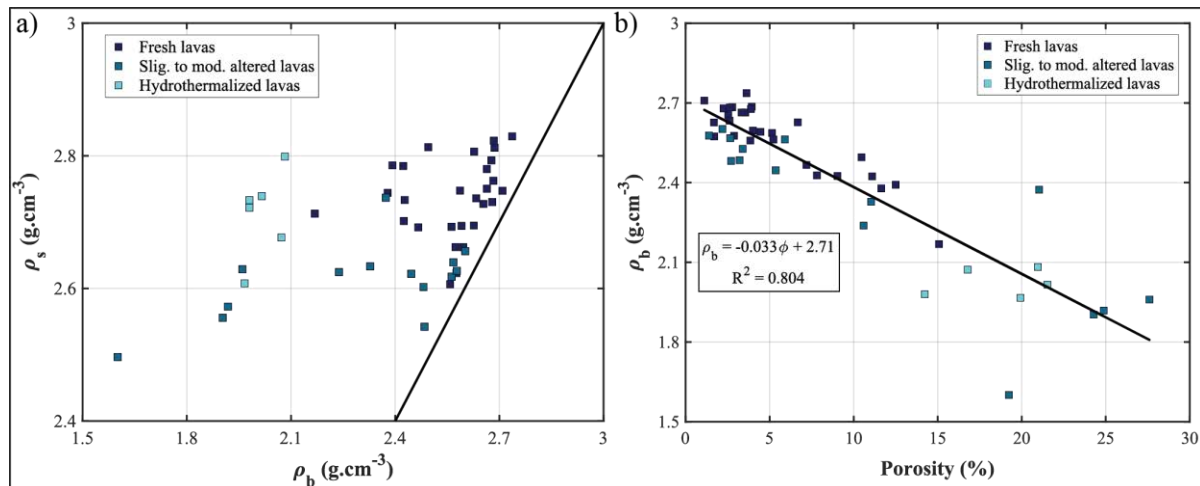 a)
3
2.8
2.6
2.4
ρs (g.cm-3)
Fresh lavas
Slig. to mod. altered lavas
Hydrothermalized lavas
1.5
1.8
2.1
2.4
2.7
3
ρb (g.cm-3)
b)
3
2.7
2.4
2.1
1.8
1.5
ρb (g.cm-3)
Fresh lavas
Slig. to mod. altered lavas
Hydrothermalized lavas
ρb = -0.033ϕ + 2.71
R2 = 0.804
0
5
10
15
20
25
30
Porosity (%)